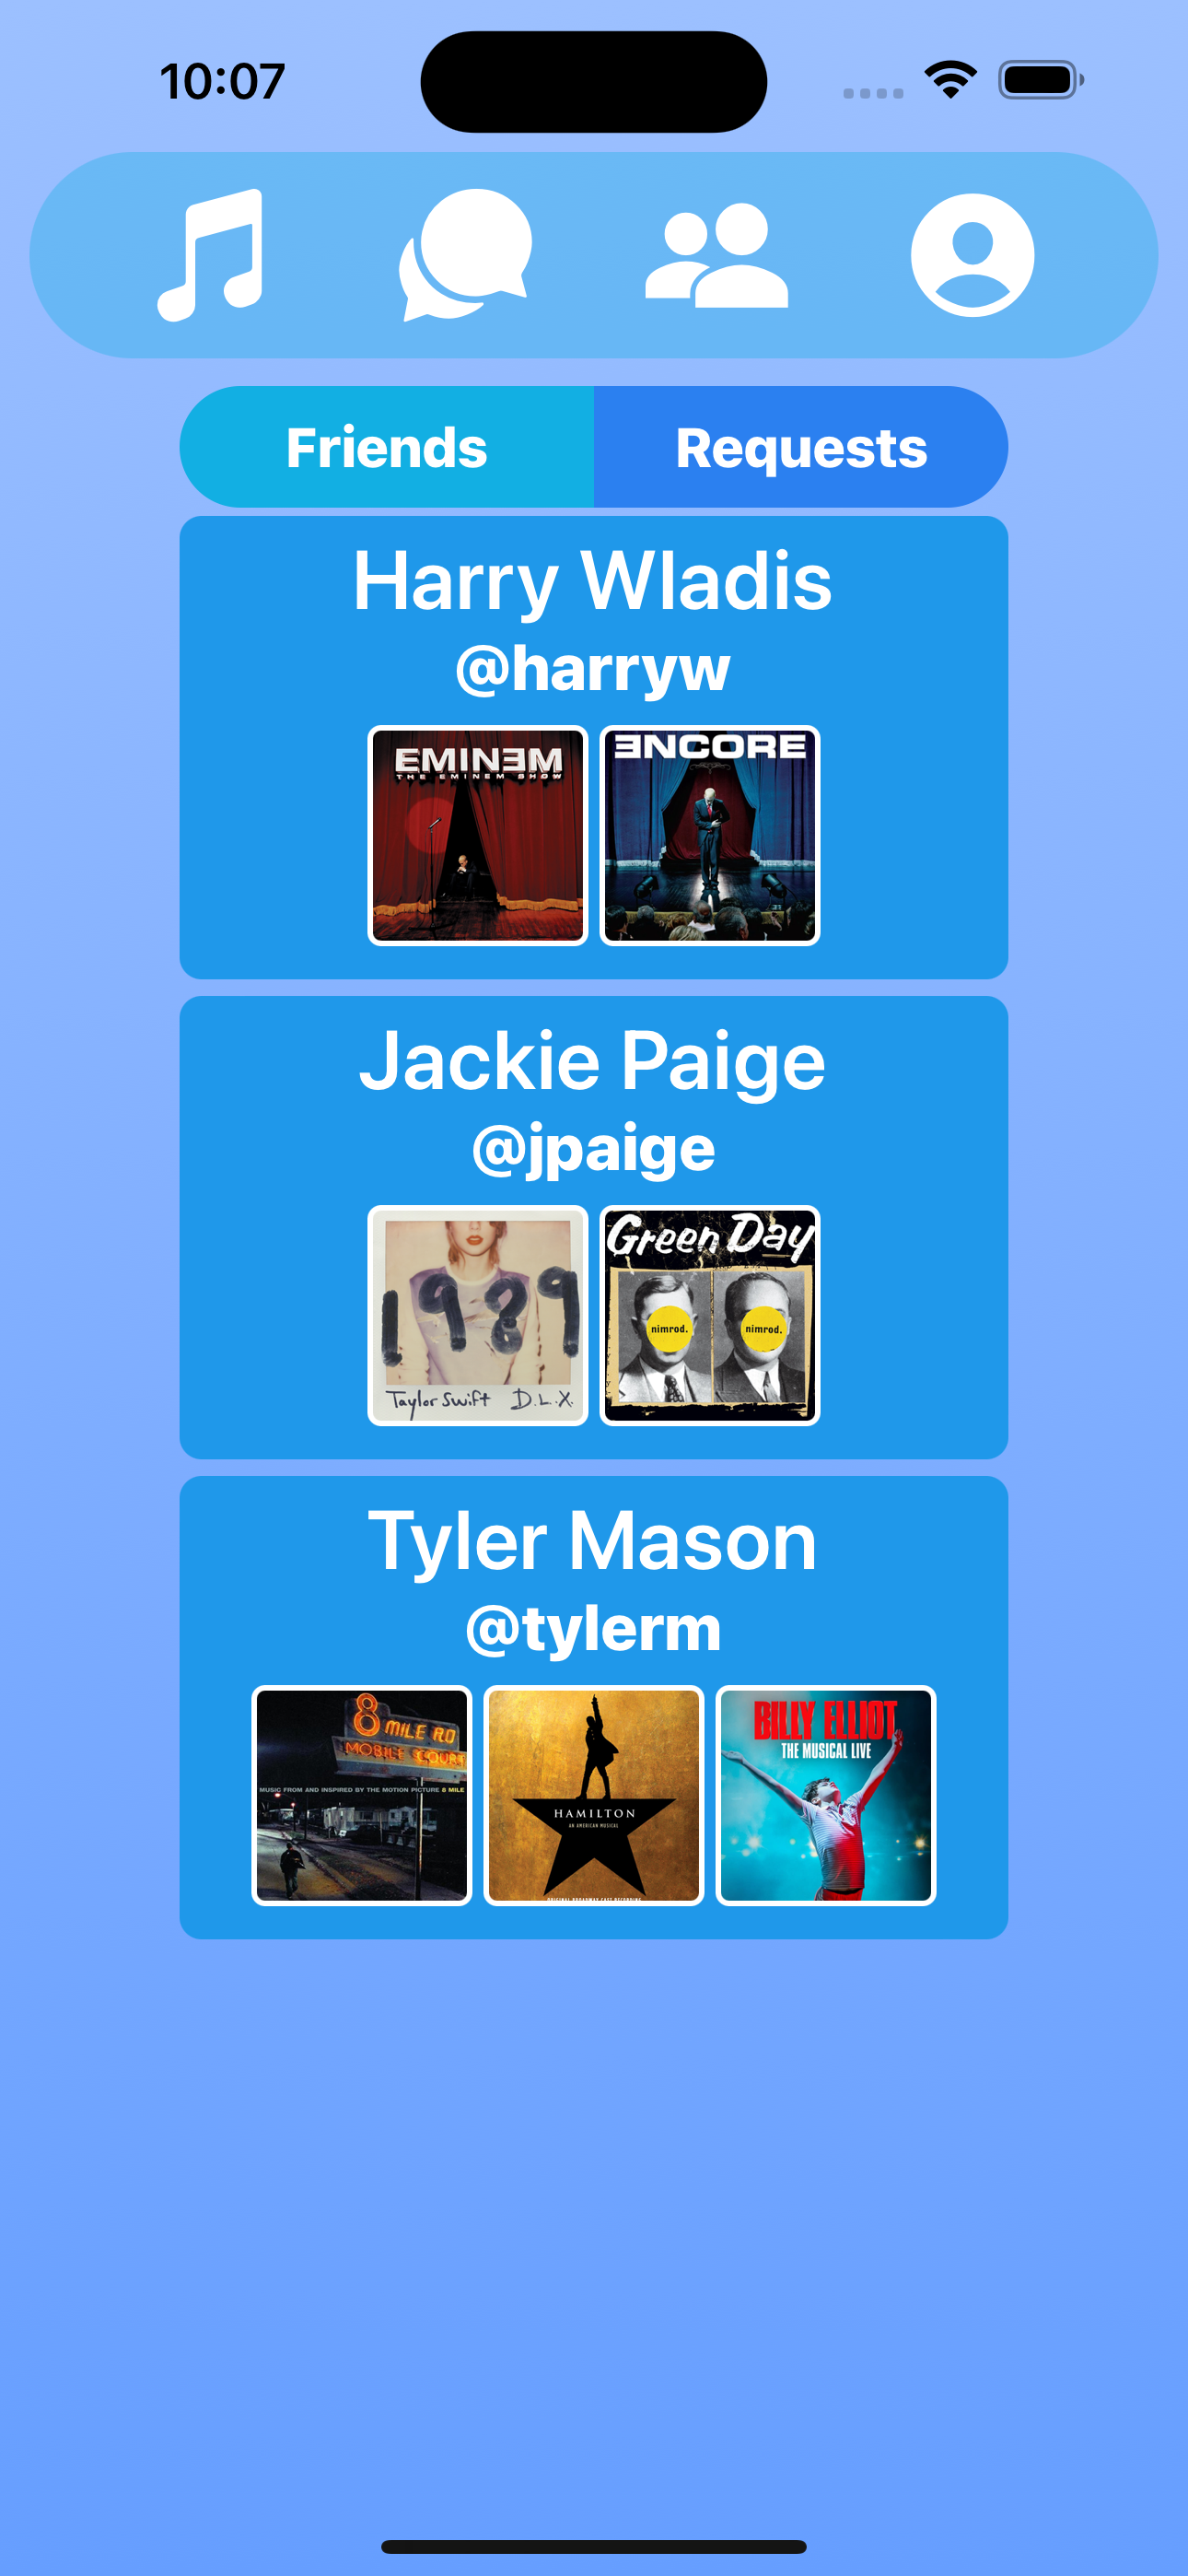 10:07
Friends Requests
Harry Wladis
@harryw
EMINƎM
THE EMINEM SHOW
ƎNCORE
Jackie Paige
@jpaige
1989
Taylor Swift D.L.X.
Green Day
nimrod. nimrod.
Tyler Mason
@tylerm
8 MILE RD
MOBILE COURT
MUSIC FROM AND INSPIRED BY THE MOTION PICTURE 8 MILE
HAMILTON
AN AMERICAN MUSICAL
ORIGINAL BROADWAY CAST RECORDING
BILLY ELLIOT
THE MUSICAL LIVE